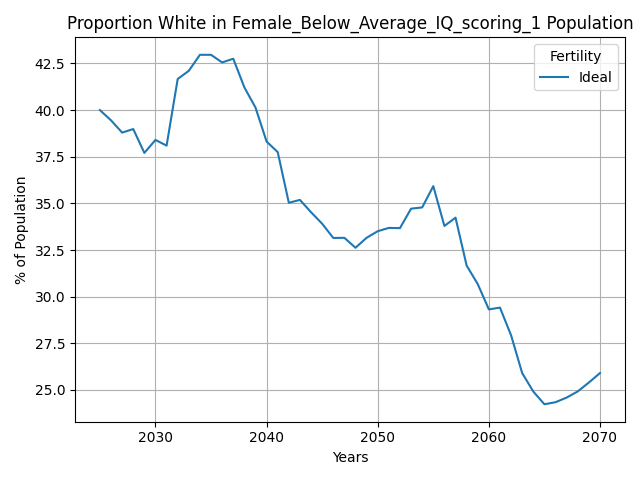 Proportion White in Female_Below_Average_IQ_scoring_1 Population
Fertility
Ideal
42.5
40.0
37.5
35.0
32.5
30.0
27.5
25.0
% of Population
2030 2040 2050 2060 2070
Years